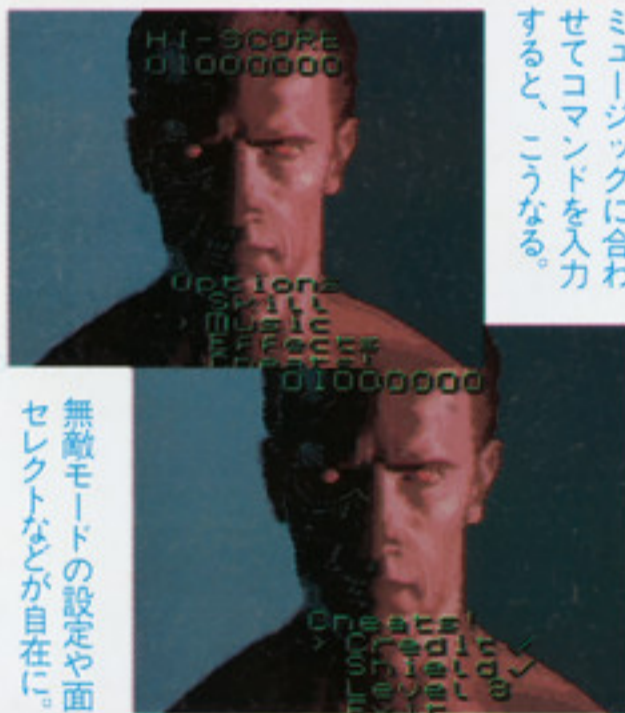 ミュージックに合わ
せてコマンドを入力
すると、こうなる。
HI-SCORE
01000000
Options
Skill
> Music
Effects
Cheats!
01000000
Cheats!
> Credit ✓
Shield ✓
Level 8
Exit
無敵モードの設定や面
セレクトなどが自在に。